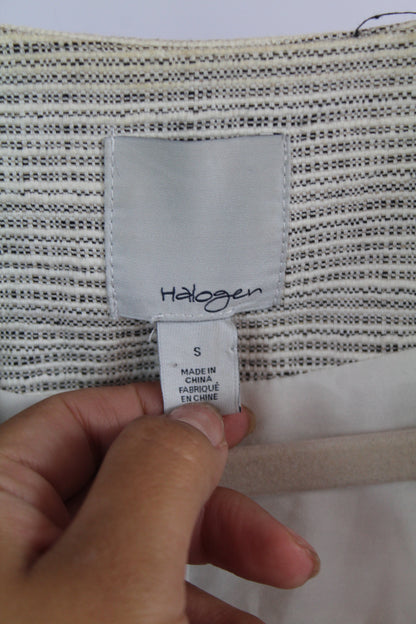 Halogen
S
MADE IN
CHINA
FABRIQUÉ
EN CHINE